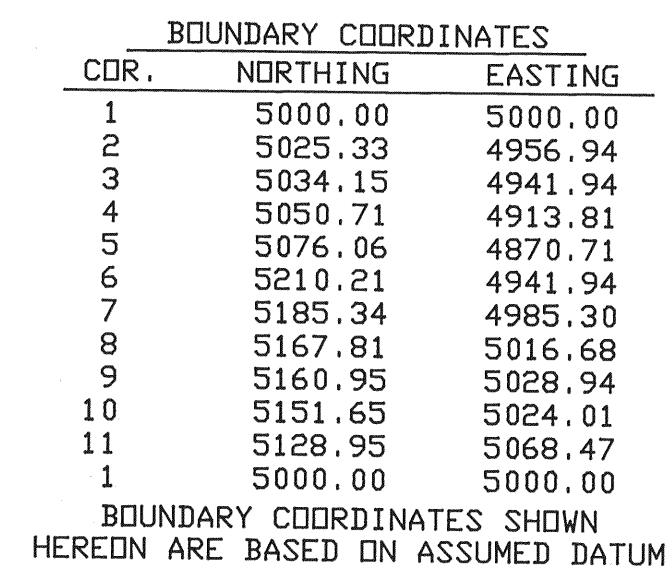 BOUNDARY COORDINATES
COR. NORTHING EASTING
1 5000.00 5000.00
2 5025.33 4956.94
3 5034.15 4941.94
4 5050.71 4913.81
5 5076.06 4870.71
6 5210.21 4941.94
7 5185.34 4985.30
8 5167.81 5016.68
9 5160.95 5028.94
10 5151.65 5024.01
11 5128.95 5068.47
1 5000.00 5000.00
BOUNDARY COORDINATES SHOWN
HEREON ARE BASED ON ASSUMED DATUM